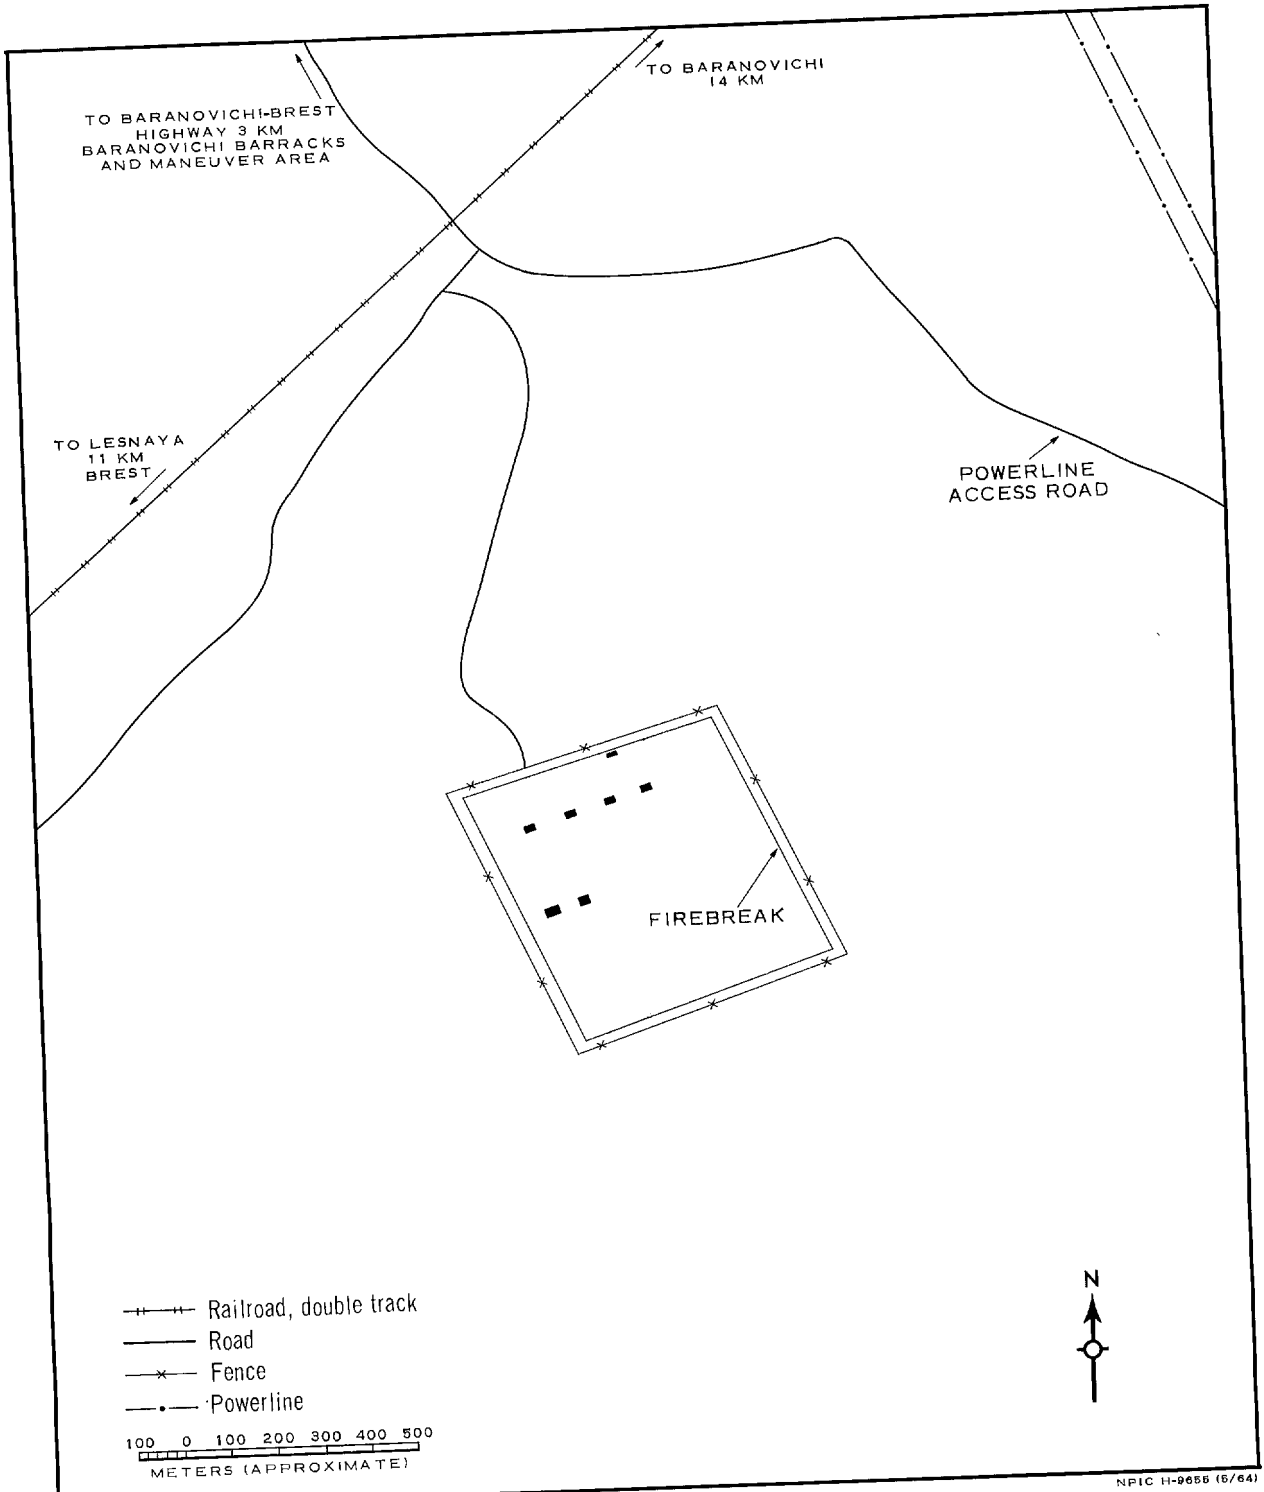 TO BARANOVICHI
14 KM
TO BARANOVICHI-BREST
HIGHWAY 3 KM
BARANOVICHI BARRACKS
AND MANEUVER AREA
TO LESNAYA
11 KM
BREST
POWERLINE
ACCESS ROAD
FIREBREAK
N
Railroad, double track
Road
Fence
Powerline
100 0 100 200 300 400 500
METERS (APPROXIMATE)
NPIC H-9655 (5/64)